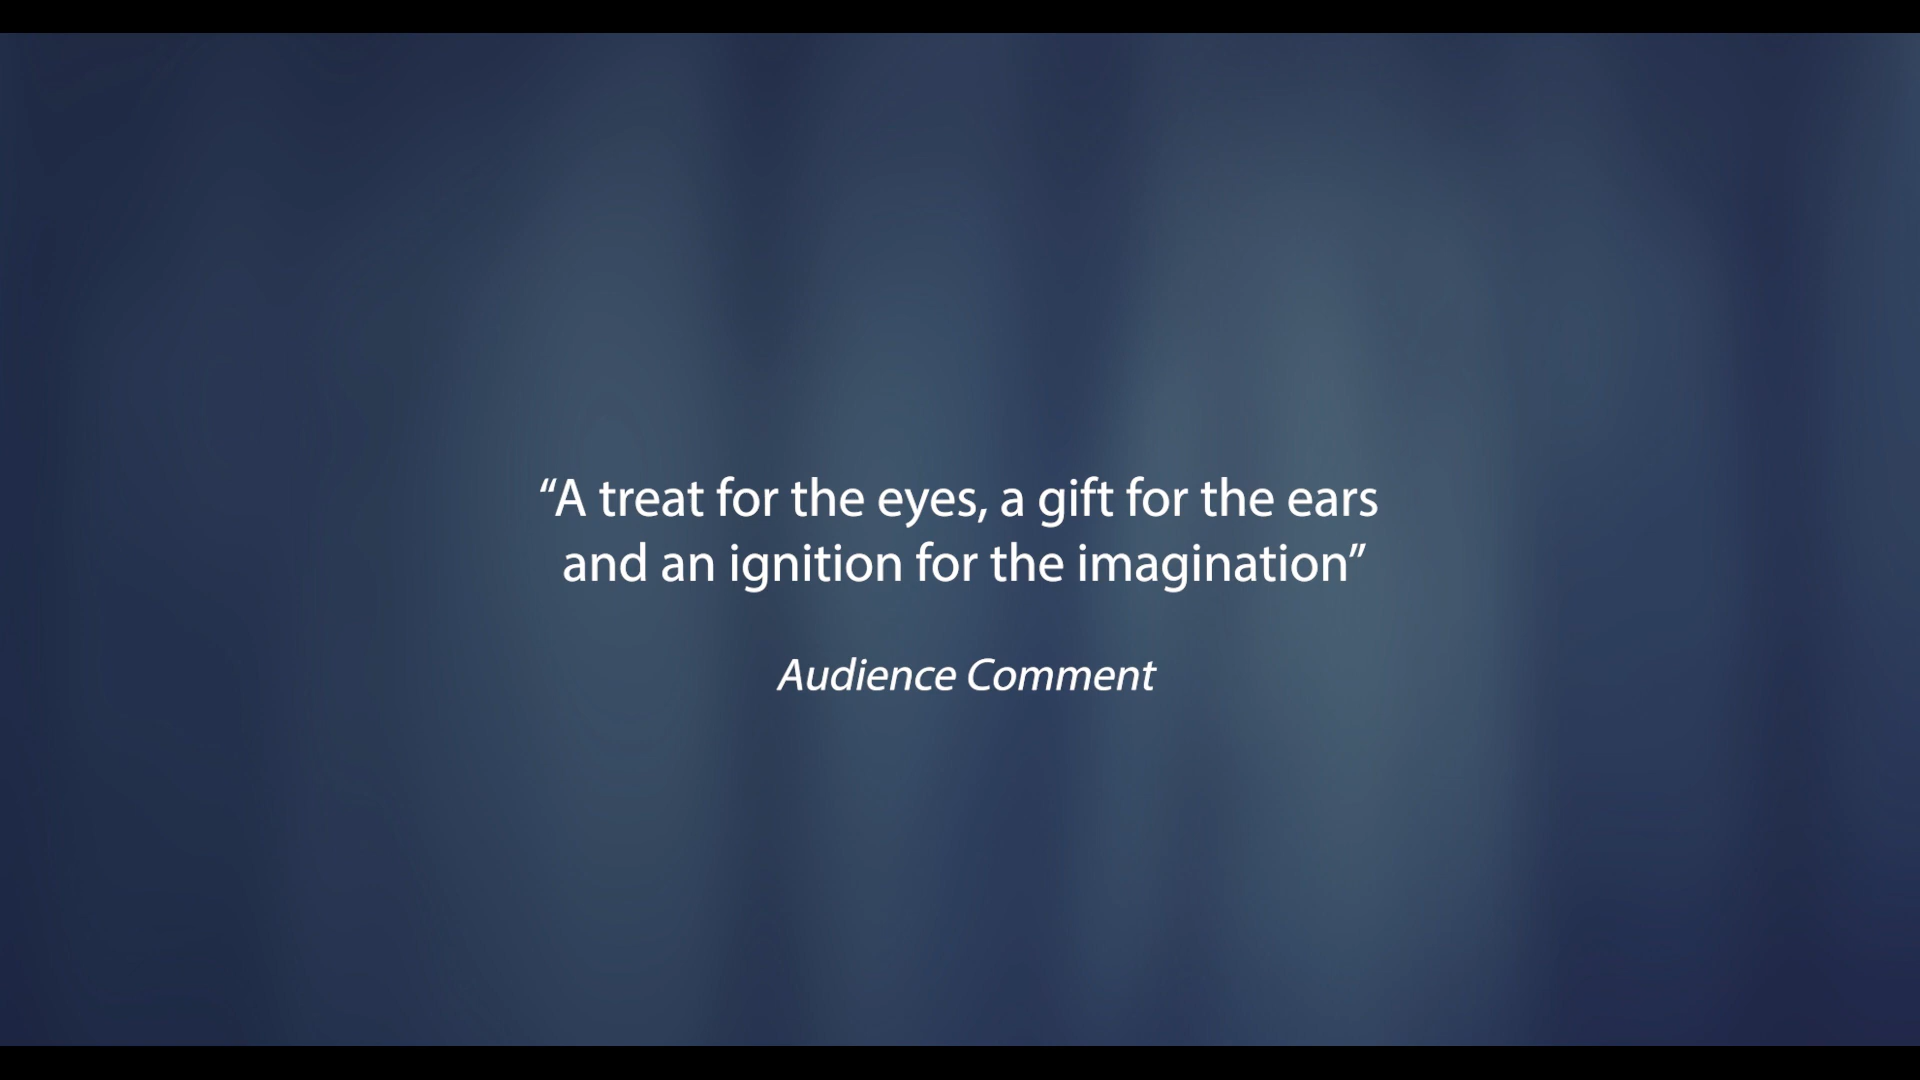 “A treat for the eyes, a gift for the ears
and an ignition for the imagination”
Audience Comment